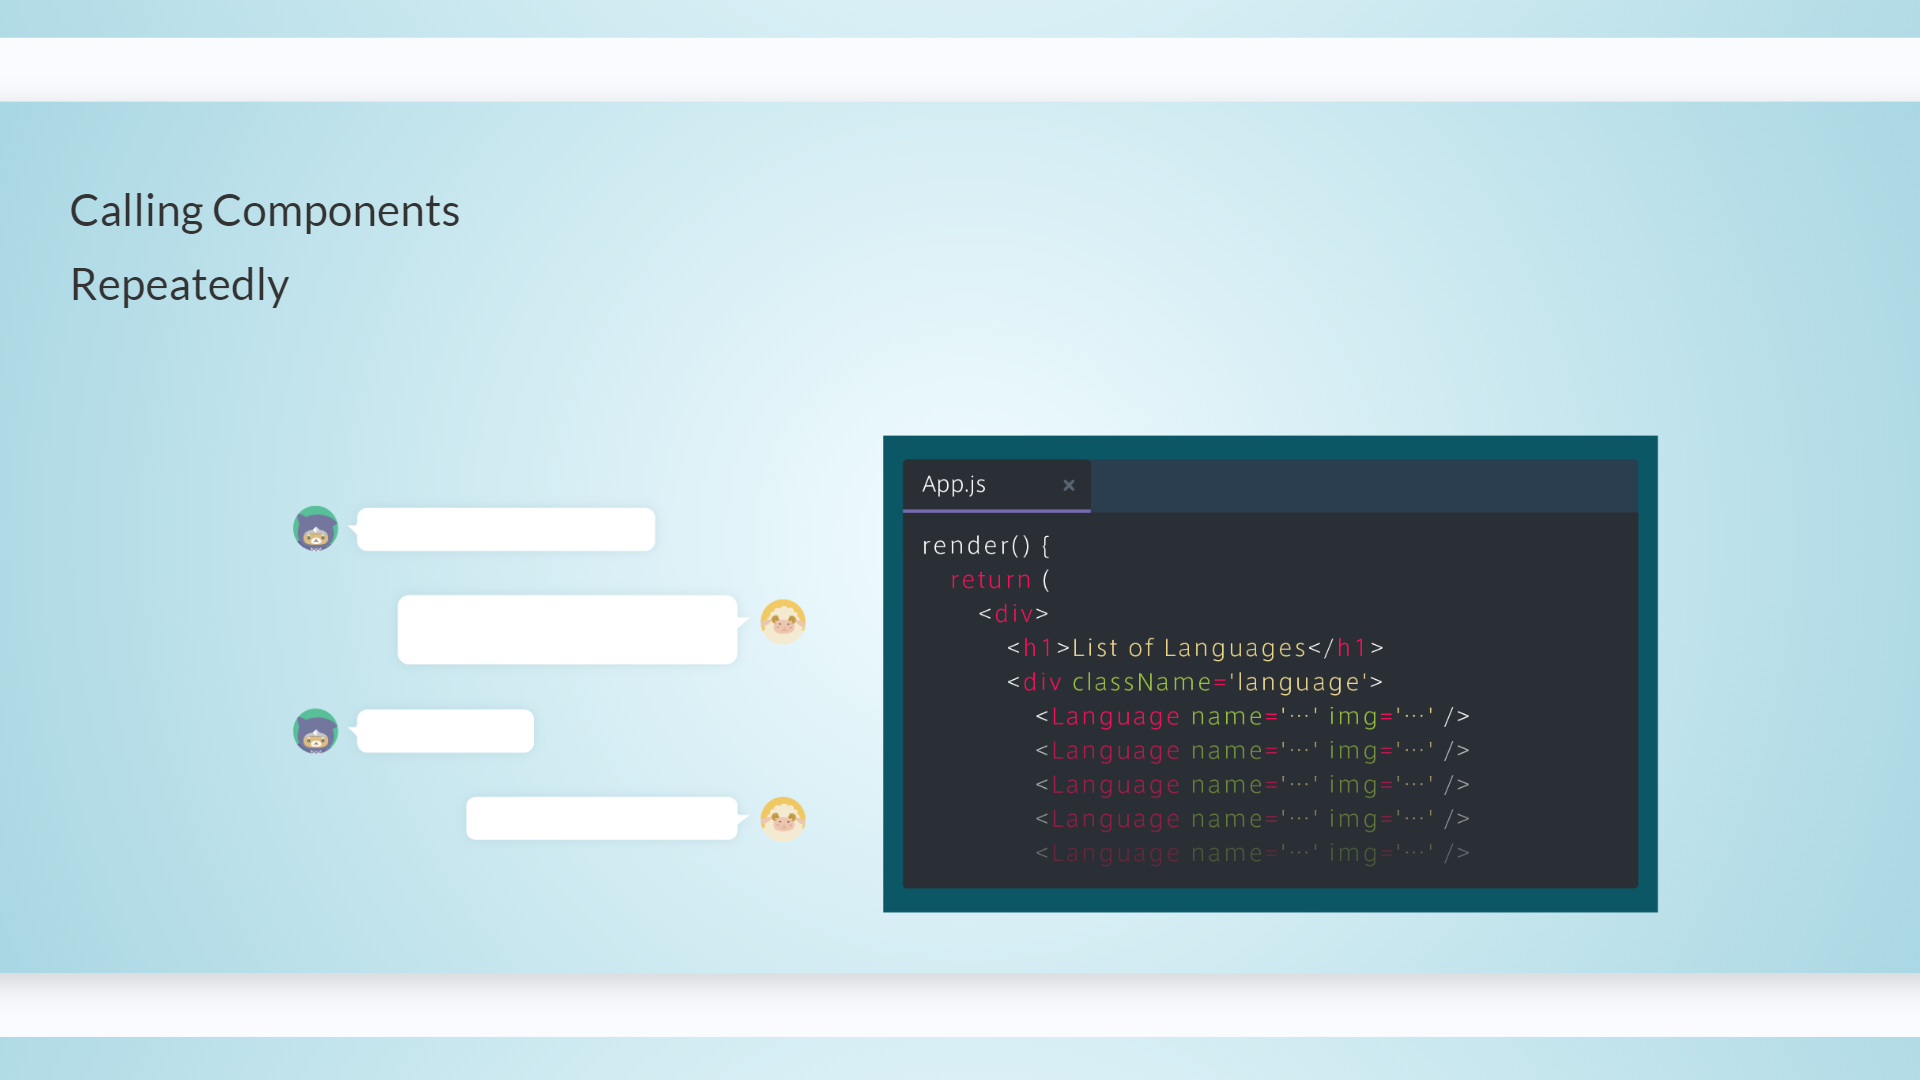 Calling Components
Repeatedly
App.js ×
render() {
return (
<div>
<h1>List of Languages</h1>
<div className='language'>
<Language name='…' img='…' />
<Language name='…' img='…' />
<Language name='…' img='…' />
<Language name='…' img='…' />
<Language name='…' img='…' />